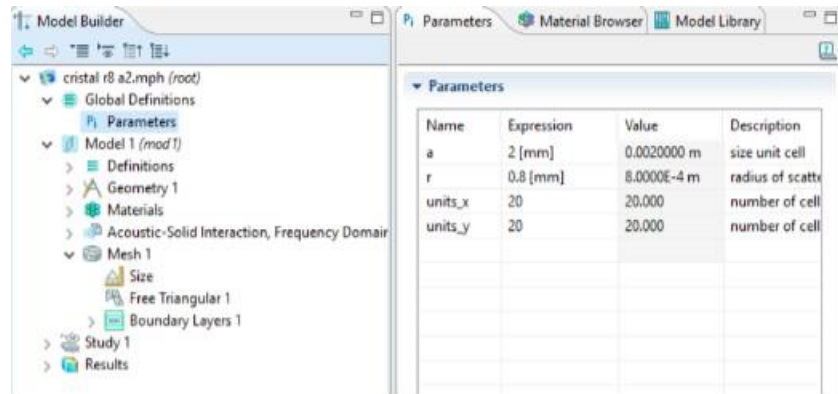 Model Builder
cristal r8 a2.mph (root)
Global Definitions
Pi Parameters
Model 1 (mod1)
Definitions
Geometry 1
Materials
Acoustic-Solid Interaction, Frequency Domain
Mesh 1
Size
Free Triangular 1
Boundary Layers 1
Study 1
Results
Pi Parameters Material Browser Model Library
Parameters
Name Expression Value Description
a 2 [mm] 0.0020000 m size unit cell
r 0.8 [mm] 8.0000E-4 m radius of scatte
units_x 20 20.000 number of cell
units_y 20 20.000 number of cell